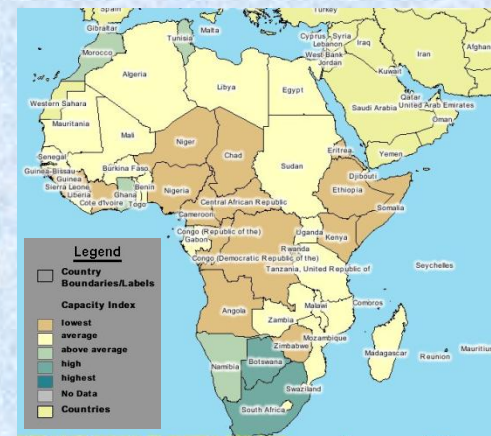 Spain
Turkey
Gibraltar
Malta
Cyprus
Syria
Tunisia
Lebanon
Iraq
Iran
Afghan
Morocco
West Bank
Jordan
Algeria
Kuwait
Libya
Egypt
Western Sahara
Qatar
United Arab Emirates
Saudi Arabia
Oman
Mauritania
Mali
Niger
Chad
Eritrea
Yemen
Senegal
Sudan
Guinea-Bissau
Burkina Faso
Djibouti
Guinea
Benin
Nigeria
Sierra Leone
Ghana
Ethiopia
Liberia
Togo
Cote d'Ivoire
Central African Republic
Somalia
Cameroon
Congo (Republic of the)
Uganda
Kenya
Gabon
Rwanda
Congo (Democratic Republic of the)
Tanzania, United Republic of
Seychelles
Legend
Country
Boundaries/Labels
Capacity Index
lowest
average
above average
high
highest
No Data
Countries
Angola
Malawi
Comoros
Zambia
Mozambique
Zimbabwe
Madagascar
Reunion
Mauritiu
Namibia
Botswana
Swaziland
South Africa